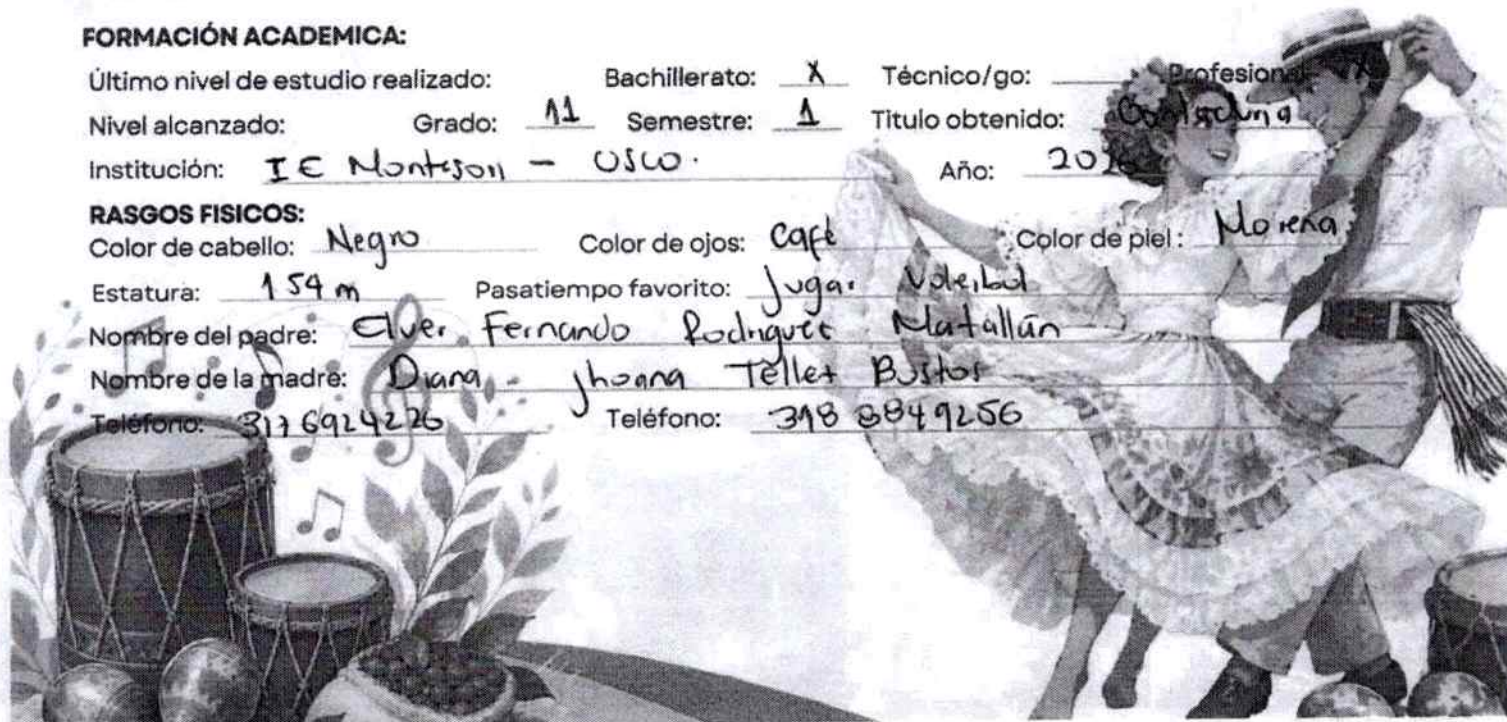 FORMACIÓN ACADEMICA:
Último nivel de estudio realizado: Bachillerato: X Técnico/go: Profesional: X
Nivel alcanzado: Grado: 11 Semestre: 1 Titulo obtenido:
Institución: IE Montesori - USCO. Año:
RASGOS FISICOS:
Color de cabello: Negro Color de ojos: Café Color de piel: Morena
Estatura: 154 m Pasatiempo favorito: Jugar Voleibol
Nombre del padre: Elver Fernando Rodriguez Matallán
Nombre de la madre: Diana Jhoana Tellez Bustos
Teléfono: 3176924226 Teléfono: 318 8849256